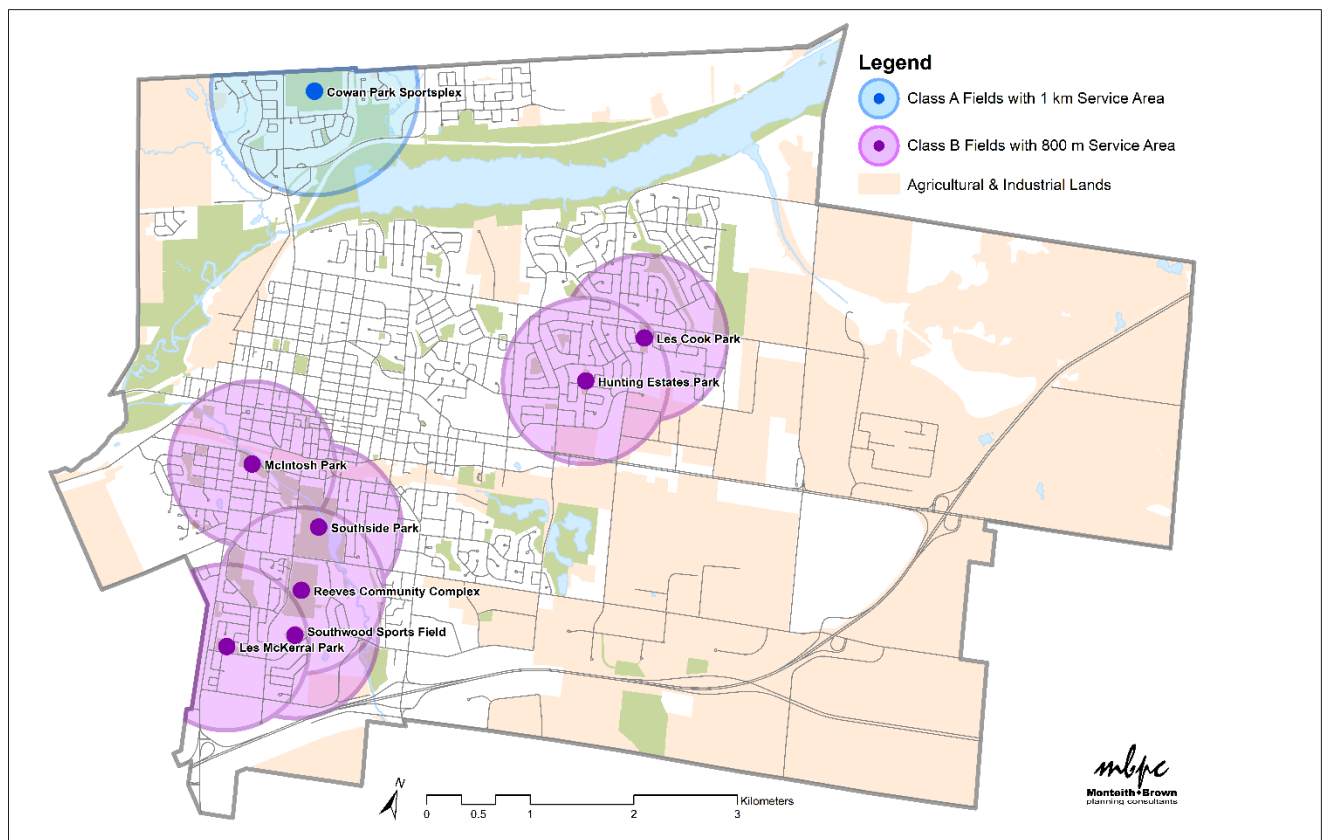 Legend
Class A Fields with 1 km Service Area
Class B Fields with 800 m Service Area
Agricultural & Industrial Lands
Cowan Park Sportsplex
Les Cook Park
Hunting Estates Park
McIntosh Park
Southside Park
Reeves Community Complex
Southwood Sports Field
Les McKerral Park
N
Kilometers
0 0.5 1 2 3
mbpc
Monteith•Brown
planning consultants